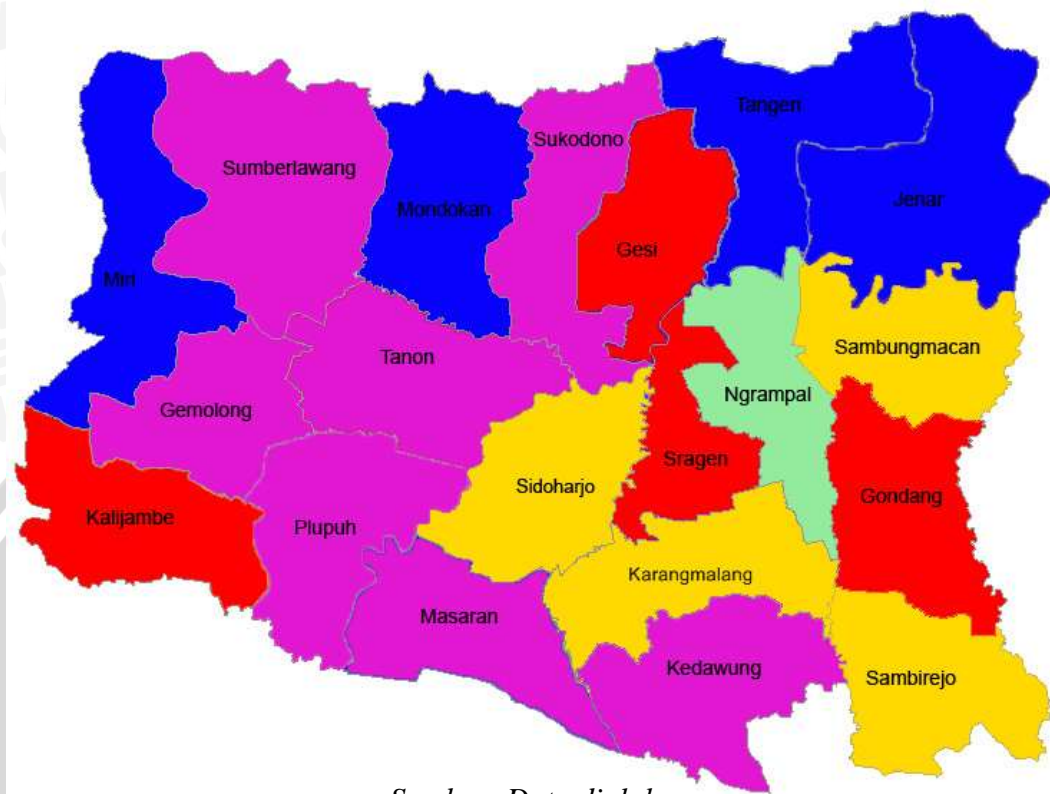 Tangen
Sukodono
Sumberlawang
Jenar
Mondokan
Gesi
Miri
Sambungmacan
Tanon
Ngrampal
Gemolong
Sragen
Sidoharjo
Gondang
Kalijambe
Plupuh
Karangmalang
Masaran
Kedawung
Sambirejo